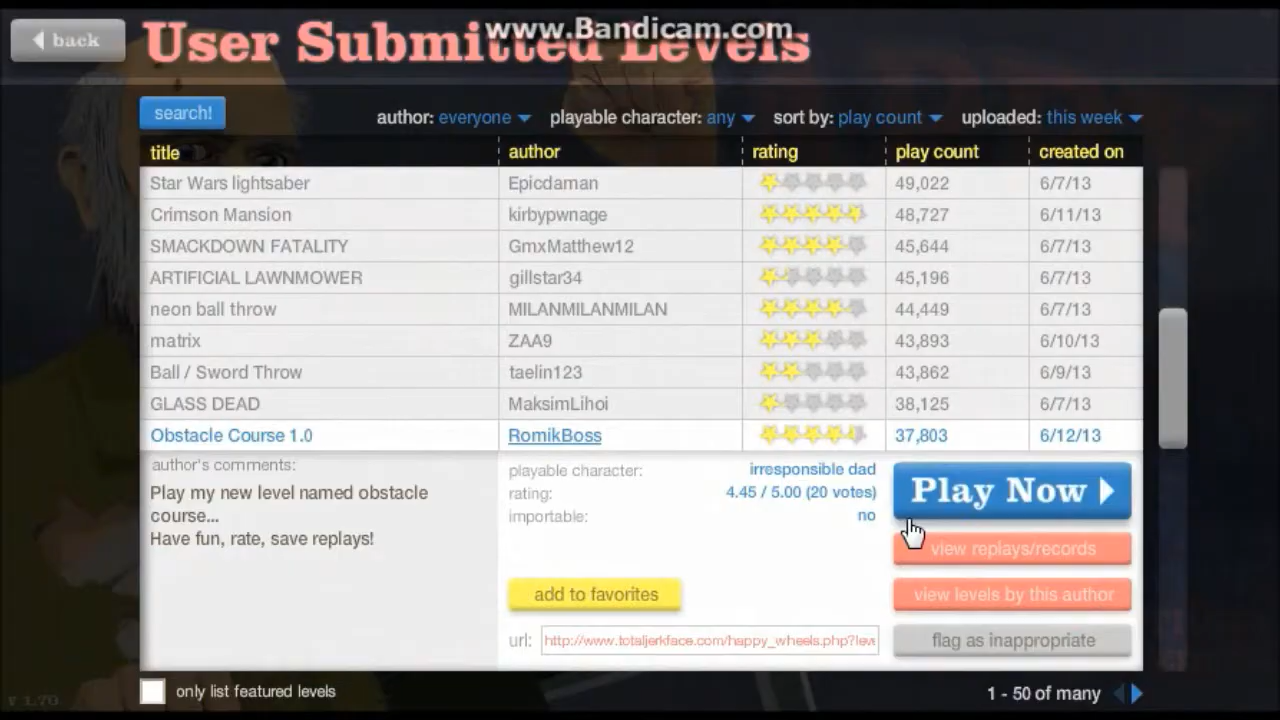 back
User Submitted Levels
www.Bandicam.com
search!
author: everyone
playable character: any
sort by: play count
uploaded: this week
title author rating play count created on
Star Wars lightsaber Epicdaman 49,022 6/7/13
Crimson Mansion kirbypwnage 48,727 6/11/13
SMACKDOWN FATALITY GmxMatthew12 45,644 6/7/13
ARTIFICIAL LAWNMOWER gillstar34 45,196 6/7/13
neon ball throw MILANMILANMILAN 44,449 6/7/13
matrix ZAA9 43,893 6/10/13
Ball / Sword Throw taelin123 43,862 6/9/13
GLASS DEAD MaksimLihoi 38,125 6/7/13
Obstacle Course 1.0 RomikBoss 37,803 6/12/13
author's comments:
Play my new level named obstacle
course...
Have fun, rate, save replays!
playable character: irresponsible dad
rating: 4.45 / 5.00 (20 votes)
importable: no
add to favorites
url: http://www.totaljerkface.com/happy_wheels.php?leve
Play Now
view replays/records
view levels by this author
flag as inappropriate
only list featured levels
1 - 50 of many
v 1.70